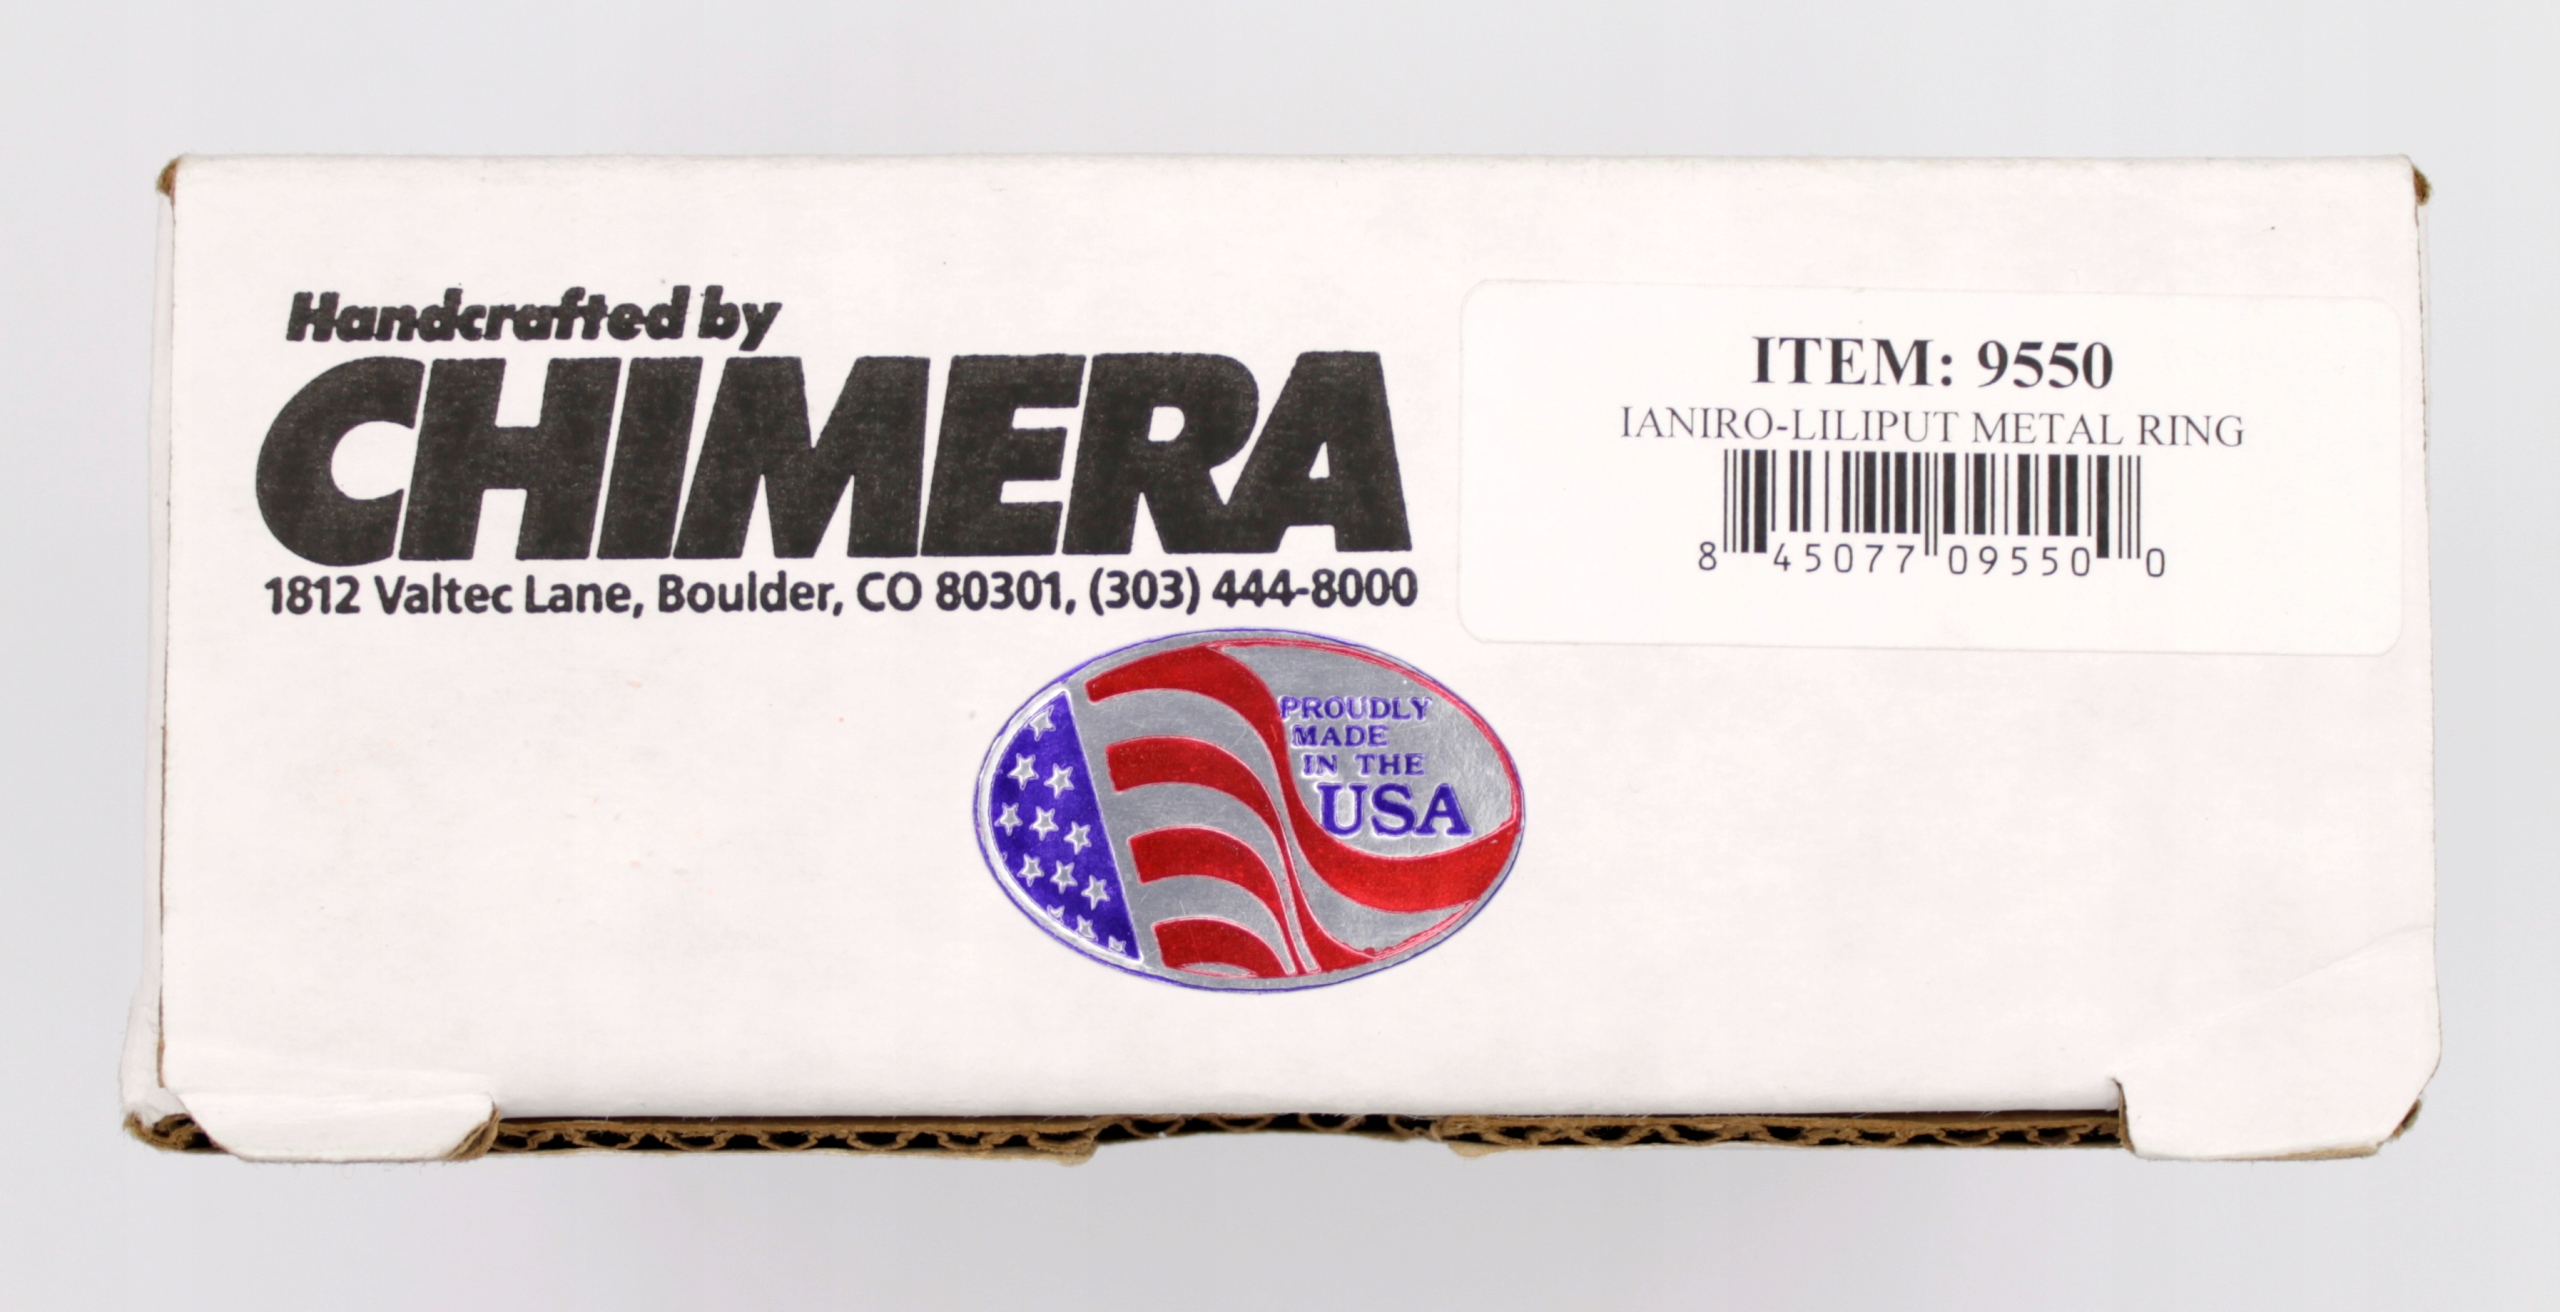 Handcrafted by
CHIMERA
1812 Valtec Lane, Boulder, CO 80301, (303) 444-8000
ITEM: 9550
IANIRO-LILIPUT METAL RING
8 45077 09550 0
PROUDLY
MADE
IN THE
USA